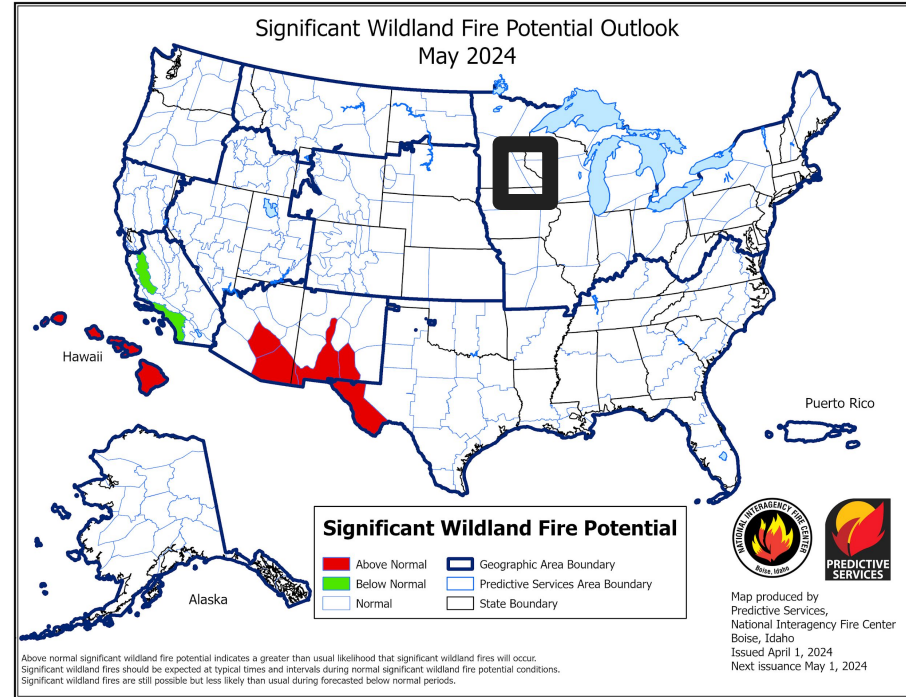 Significant Wildland Fire Potential Outlook
May 2024
Hawaii
Puerto Rico
Alaska
Significant Wildland Fire Potential
Above Normal
Below Normal
Normal
Geographic Area Boundary
Predictive Services Area Boundary
State Boundary
NATIONAL INTERAGENCY FIRE CENTER
Boise, Idaho
PREDICTIVE
SERVICES
Map produced by
Predictive Services,
National Interagency Fire Center
Boise, Idaho
Issued April 1, 2024
Next issuance May 1, 2024
Above normal significant wildland fire potential indicates a greater than usual likelihood that significant wildland fires will occur.
Significant wildland fires should be expected at typical times and intervals during normal significant wildland fire potential conditions.
Significant wildland fires are still possible but less likely than usual during forecasted below normal periods.